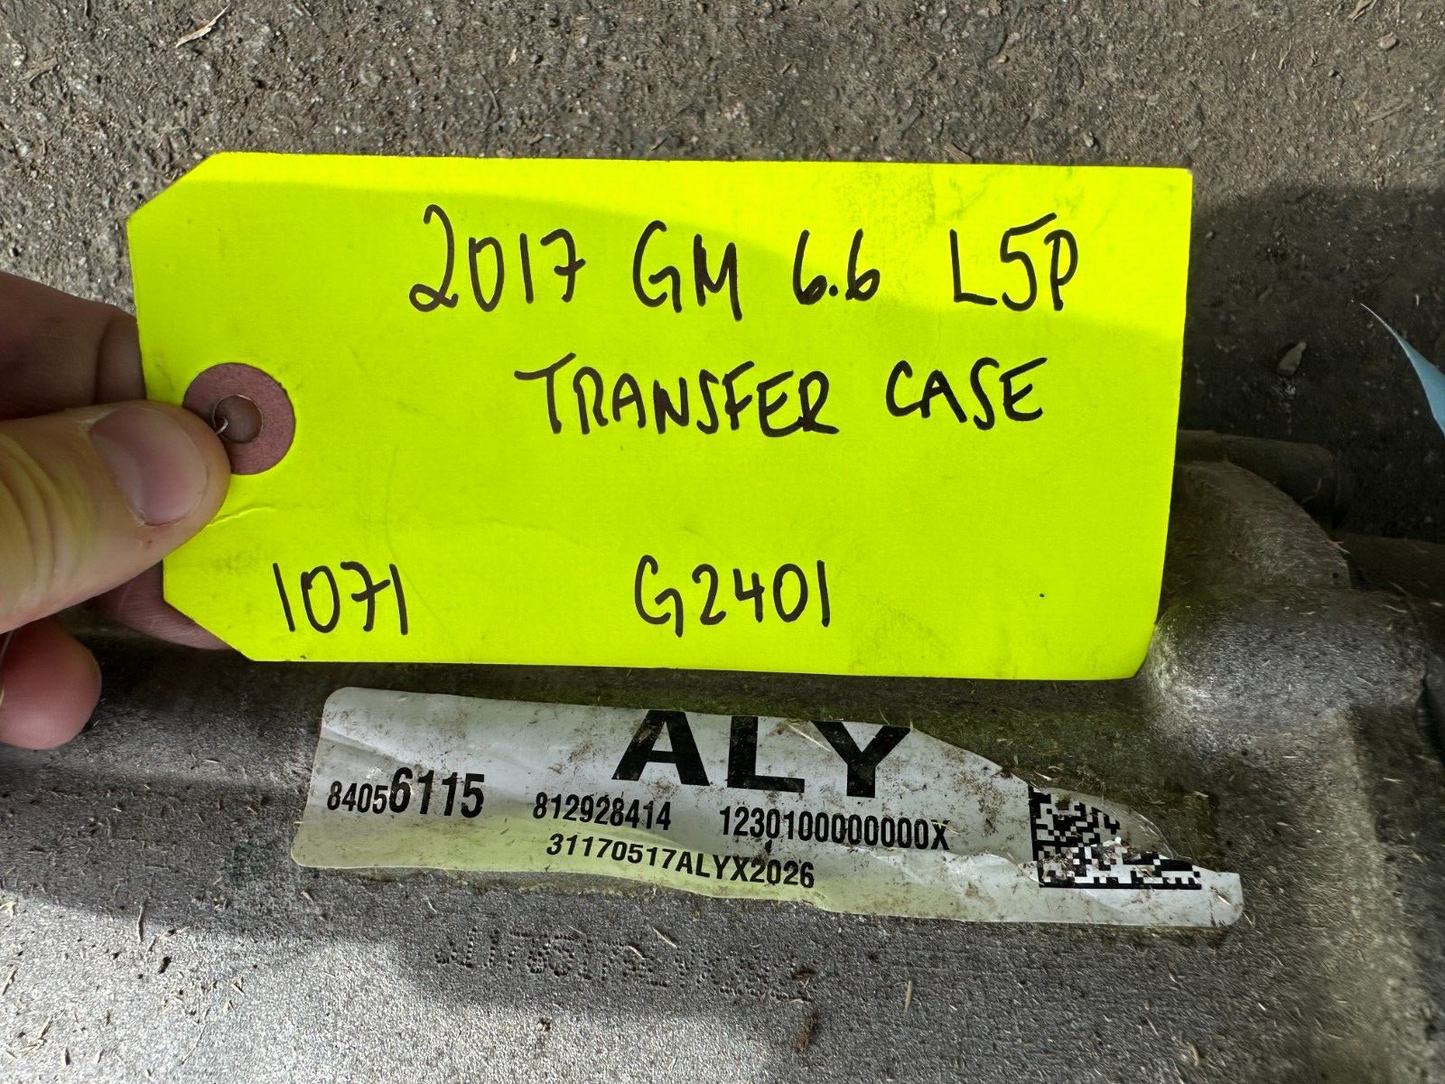 2017 GM 6.6 L5P
TRANSFER CASE
1071 G2401
ALY
84056115 812928414 1230100000000X
31170517ALYX2026